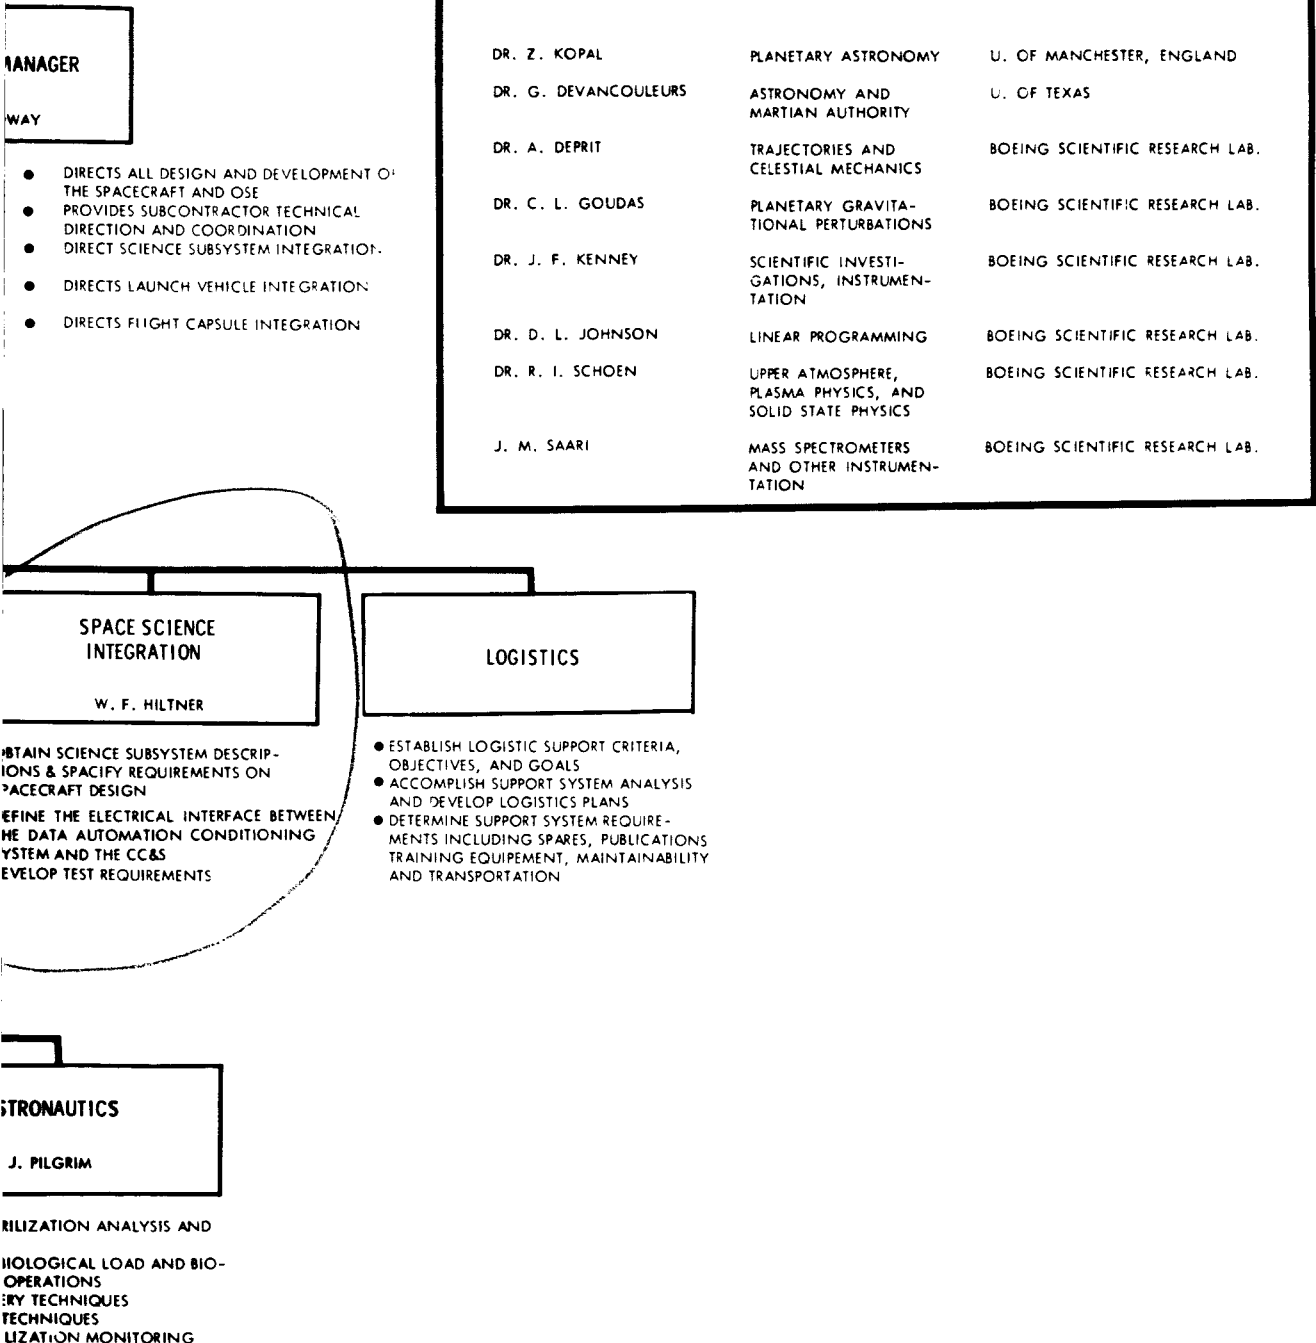 MANAGER
WAY
DIRECTS ALL DESIGN AND DEVELOPMENT OF
THE SPACECRAFT AND OSE
PROVIDES SUBCONTRACTOR TECHNICAL
DIRECTION AND COORDINATION
DIRECT SCIENCE SUBSYSTEM INTEGRATION
DIRECTS LAUNCH VEHICLE INTEGRATION
DIRECTS FLIGHT CAPSULE INTEGRATION
DR. Z. KOPAL PLANETARY ASTRONOMY U. OF MANCHESTER, ENGLAND
DR. G. DEVANCOULEURS ASTRONOMY AND U. OF TEXAS
MARTIAN AUTHORITY
DR. A. DEPRIT TRAJECTORIES AND BOEING SCIENTIFIC RESEARCH LAB.
CELESTIAL MECHANICS
DR. C. L. GOUDAS PLANETARY GRAVITA- BOEING SCIENTIFIC RESEARCH LAB.
TIONAL PERTURBATIONS
DR. J. F. KENNEY SCIENTIFIC INVESTI- BOEING SCIENTIFIC RESEARCH LAB.
GATIONS, INSTRUMEN-
TATION
DR. D. L. JOHNSON LINEAR PROGRAMMING BOEING SCIENTIFIC RESEARCH LAB.
DR. R. I. SCHOEN UPPER ATMOSPHERE, BOEING SCIENTIFIC RESEARCH LAB.
PLASMA PHYSICS, AND
SOLID STATE PHYSICS
J. M. SAARI MASS SPECTROMETERS BOEING SCIENTIFIC RESEARCH LAB.
AND OTHER INSTRUMEN-
TATION
SPACE SCIENCE
INTEGRATION
W. F. HILTNER
BTAIN SCIENCE SUBSYSTEM DESCRIP-
IONS & SPACIFY REQUIREMENTS ON
PACECRAFT DESIGN
EFINE THE ELECTRICAL INTERFACE BETWEEN
HE DATA AUTOMATION CONDITIONING
YSTEM AND THE CC&S
EVELOP TEST REQUIREMENTS
LOGISTICS
ESTABLISH LOGISTIC SUPPORT CRITERIA,
OBJECTIVES, AND GOALS
ACCOMPLISH SUPPORT SYSTEM ANALYSIS
AND DEVELOP LOGISTICS PLANS
DETERMINE SUPPORT SYSTEM REQUIRE-
MENTS INCLUDING SPARES, PUBLICATIONS
TRAINING EQUIPEMENT, MAINTAINABILITY
AND TRANSPORTATION
STRONAUTICS
J. PILGRIM
RILIZATION ANALYSIS AND
IOLOGICAL LOAD AND BIO-
OPERATIONS
ERY TECHNIQUES
TECHNIQUES
LIZATION MONITORING